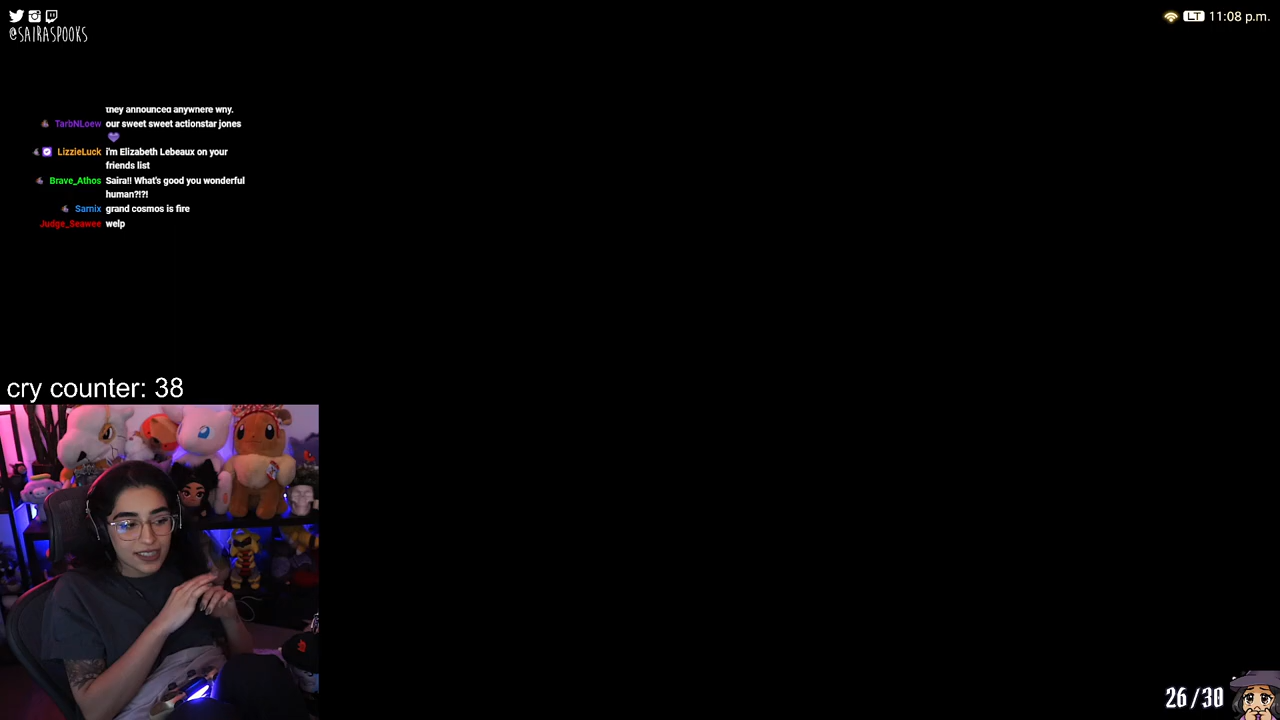 @SAIRASPOOKS
LT 11:08 p.m.
they announced anywhere why.
TarbNLoew our sweet sweet actionstar jones
LizzieLuck i'm Elizabeth Lebeaux on your
friends list
Brave_Athos Saira!! What's good you wonderful
human?!?!
Samix grand cosmos is fire
Judge_Seawee welp
cry counter: 38
26/30